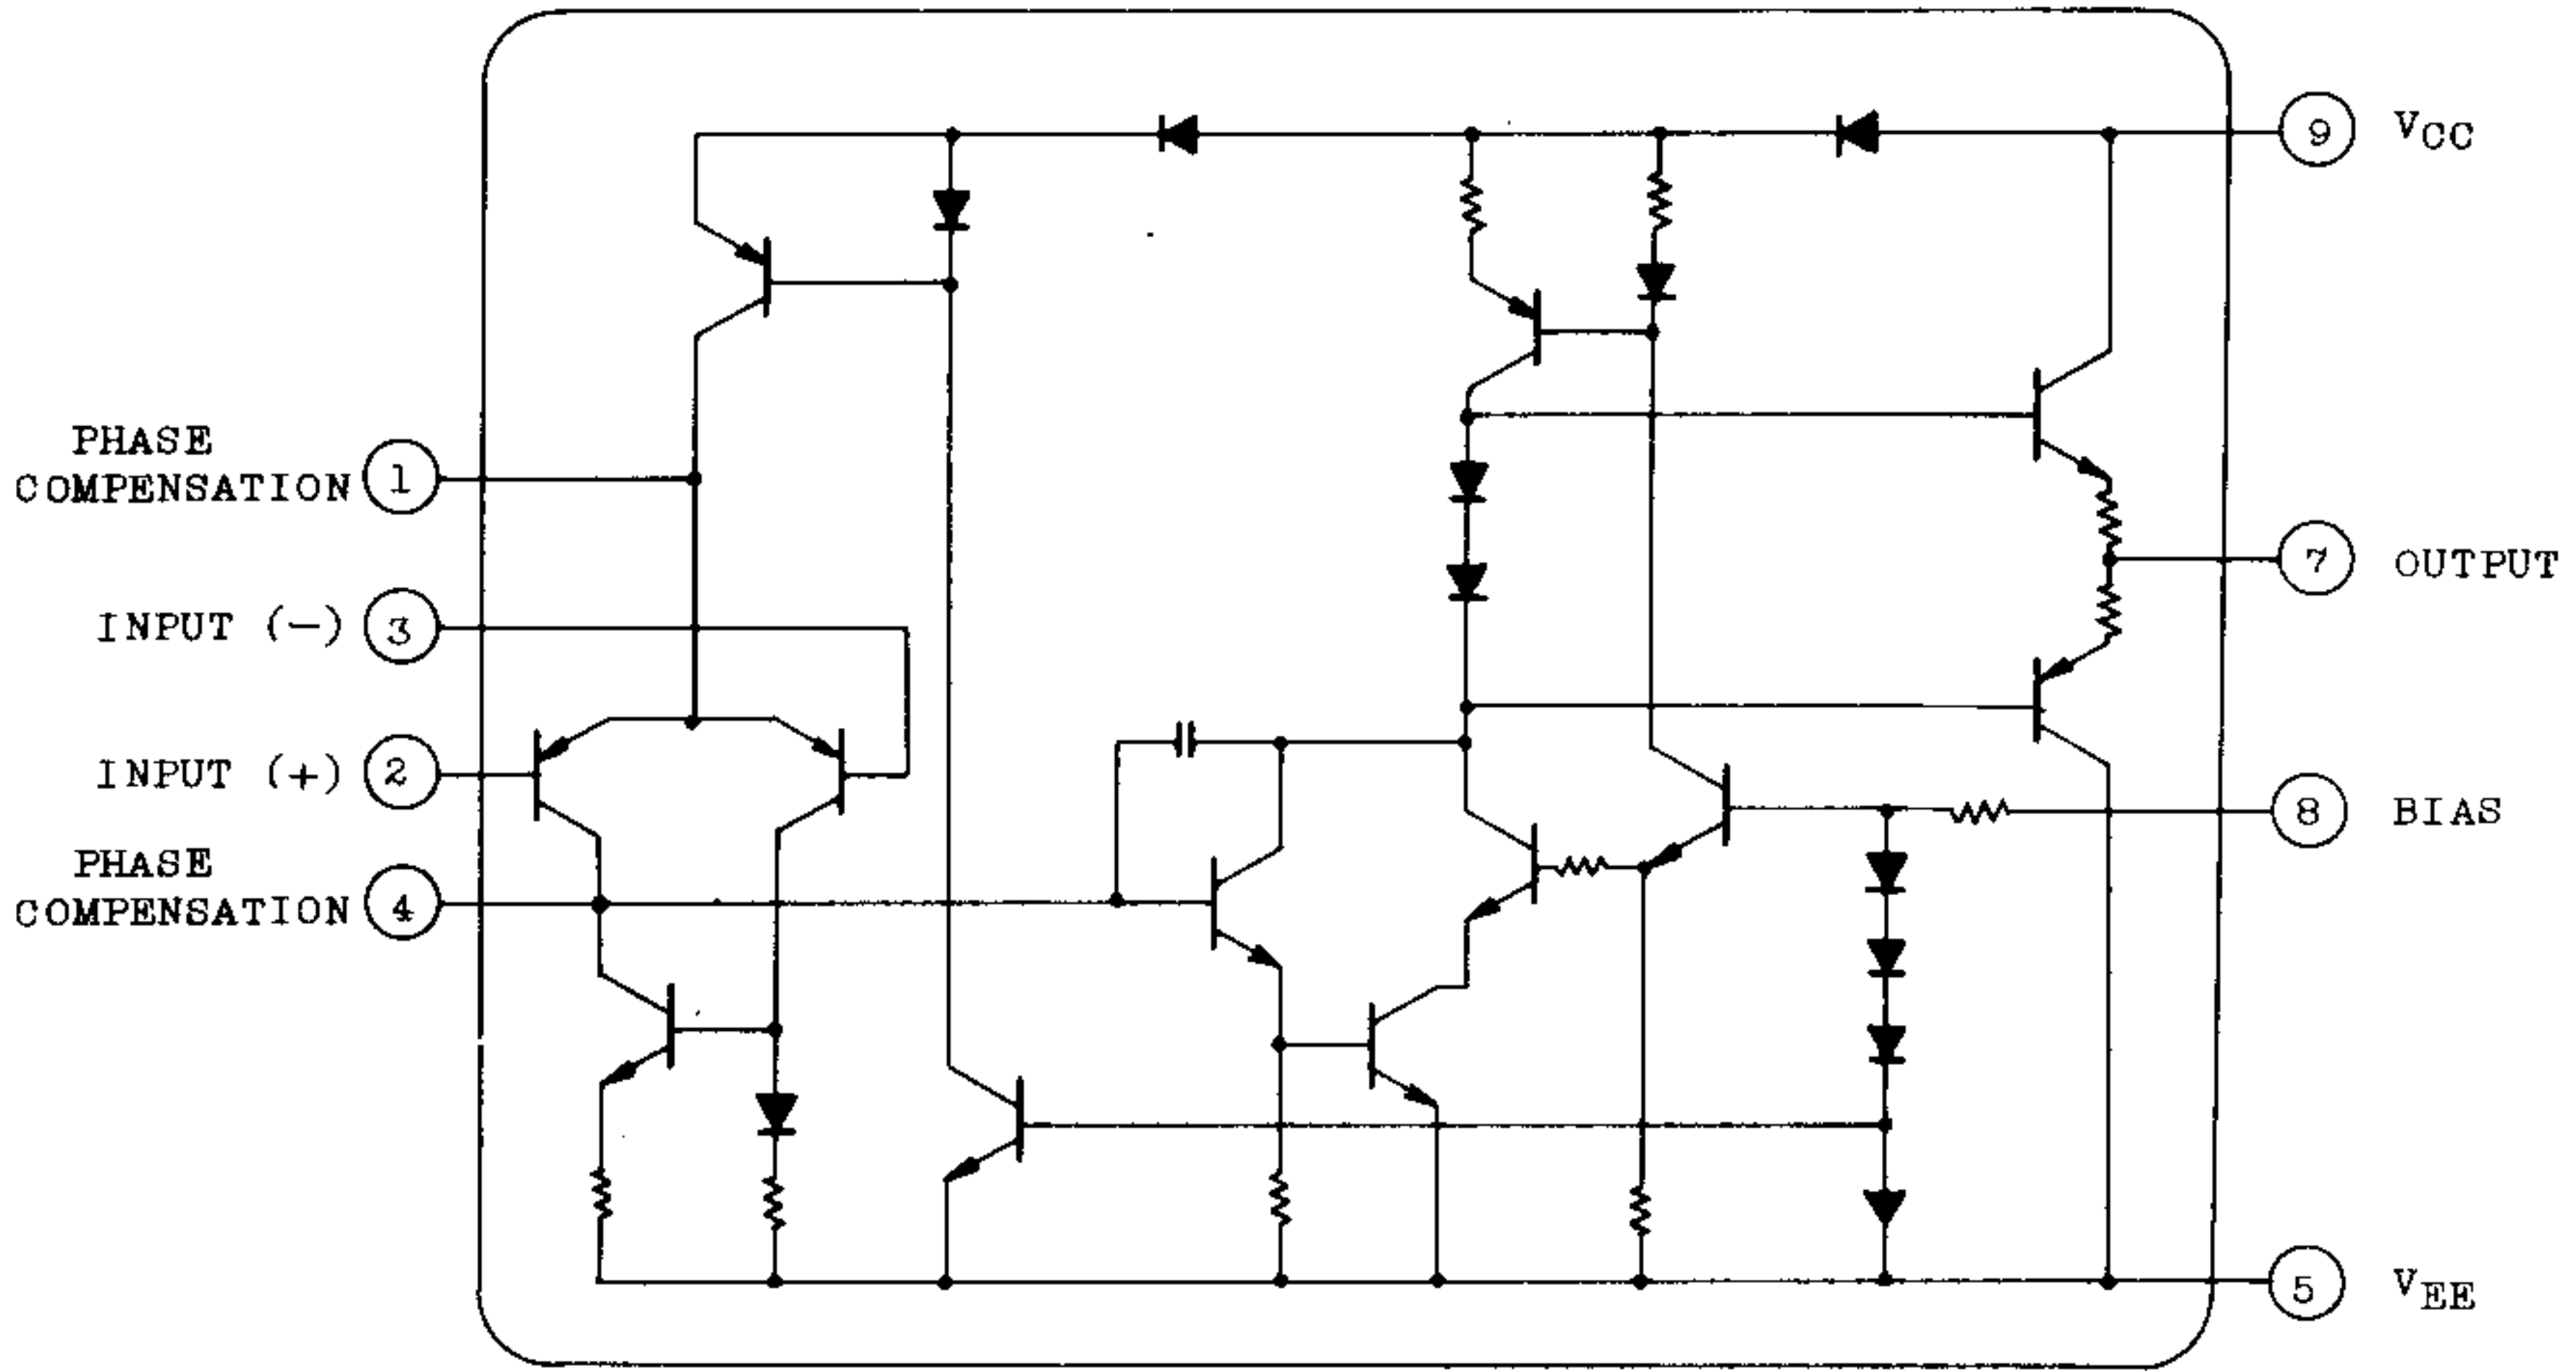 9 VCC
PHASE
COMPENSATION 1
7 OUTPUT
INPUT (−) 3
INPUT (+) 2
8 BIAS
PHASE
COMPENSATION 4
5 VEE